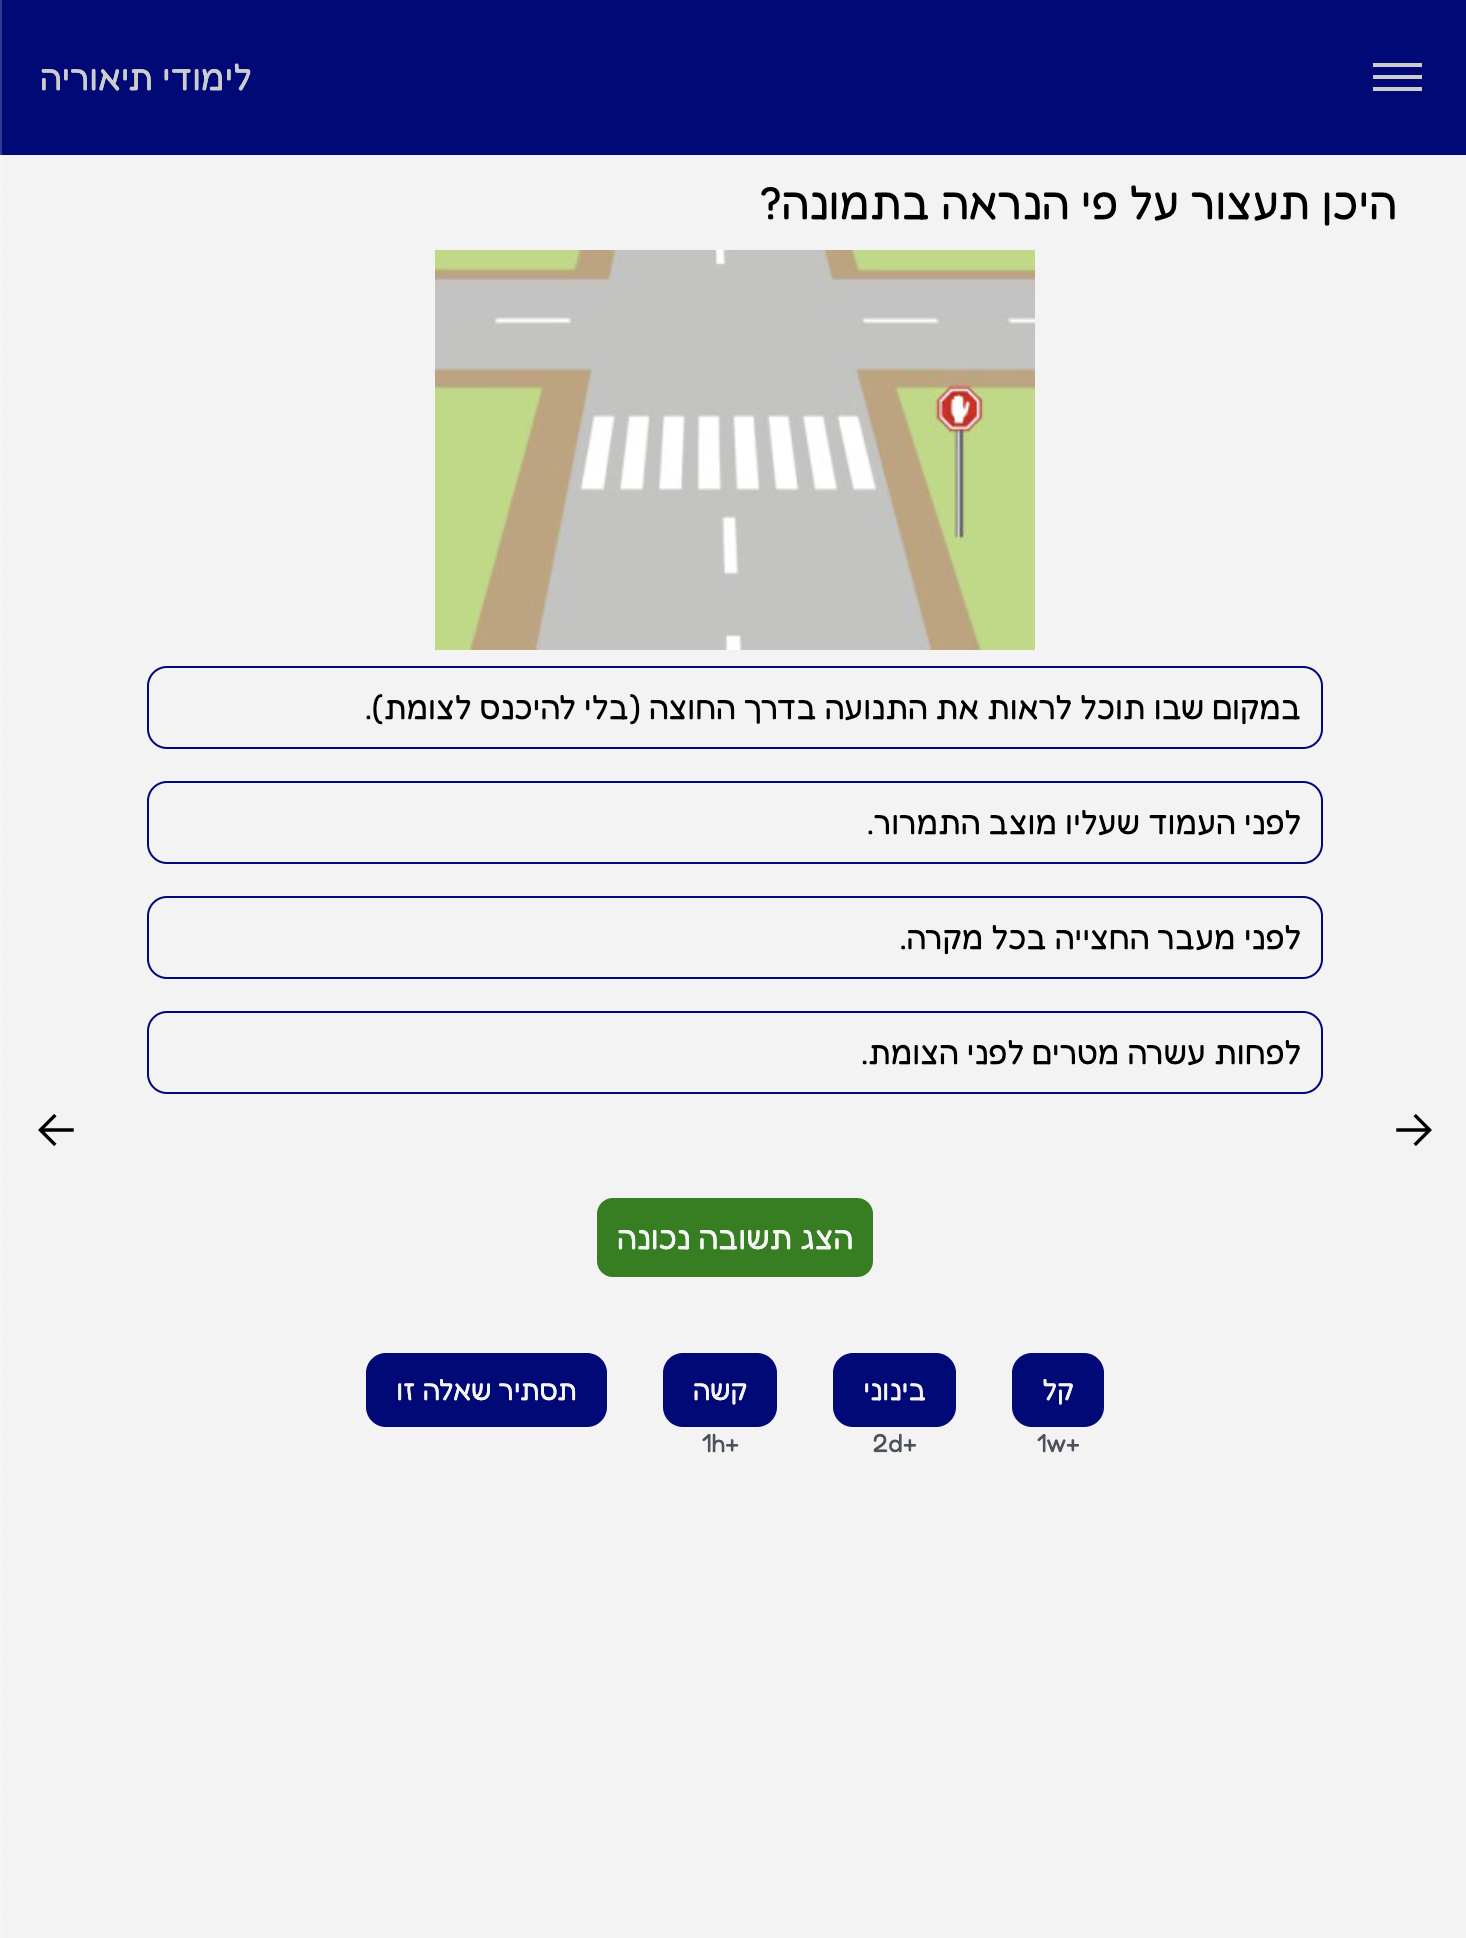 לימודי תיאוריה
היכן תעצור על פי הנראה בתמונה?
במקום שבו תוכל לראות את התנועה בדרך החוצה (בלי להיכנס לצומת).
לפני העמוד שעליו מוצב התמרור.
לפני מעבר החצייה בכל מקרה.
לפחות עשרה מטרים לפני הצומת.
הצג תשובה נכונה
קל
+1w
בינוני
+2d
קשה
+1h
תסתיר שאלה זו